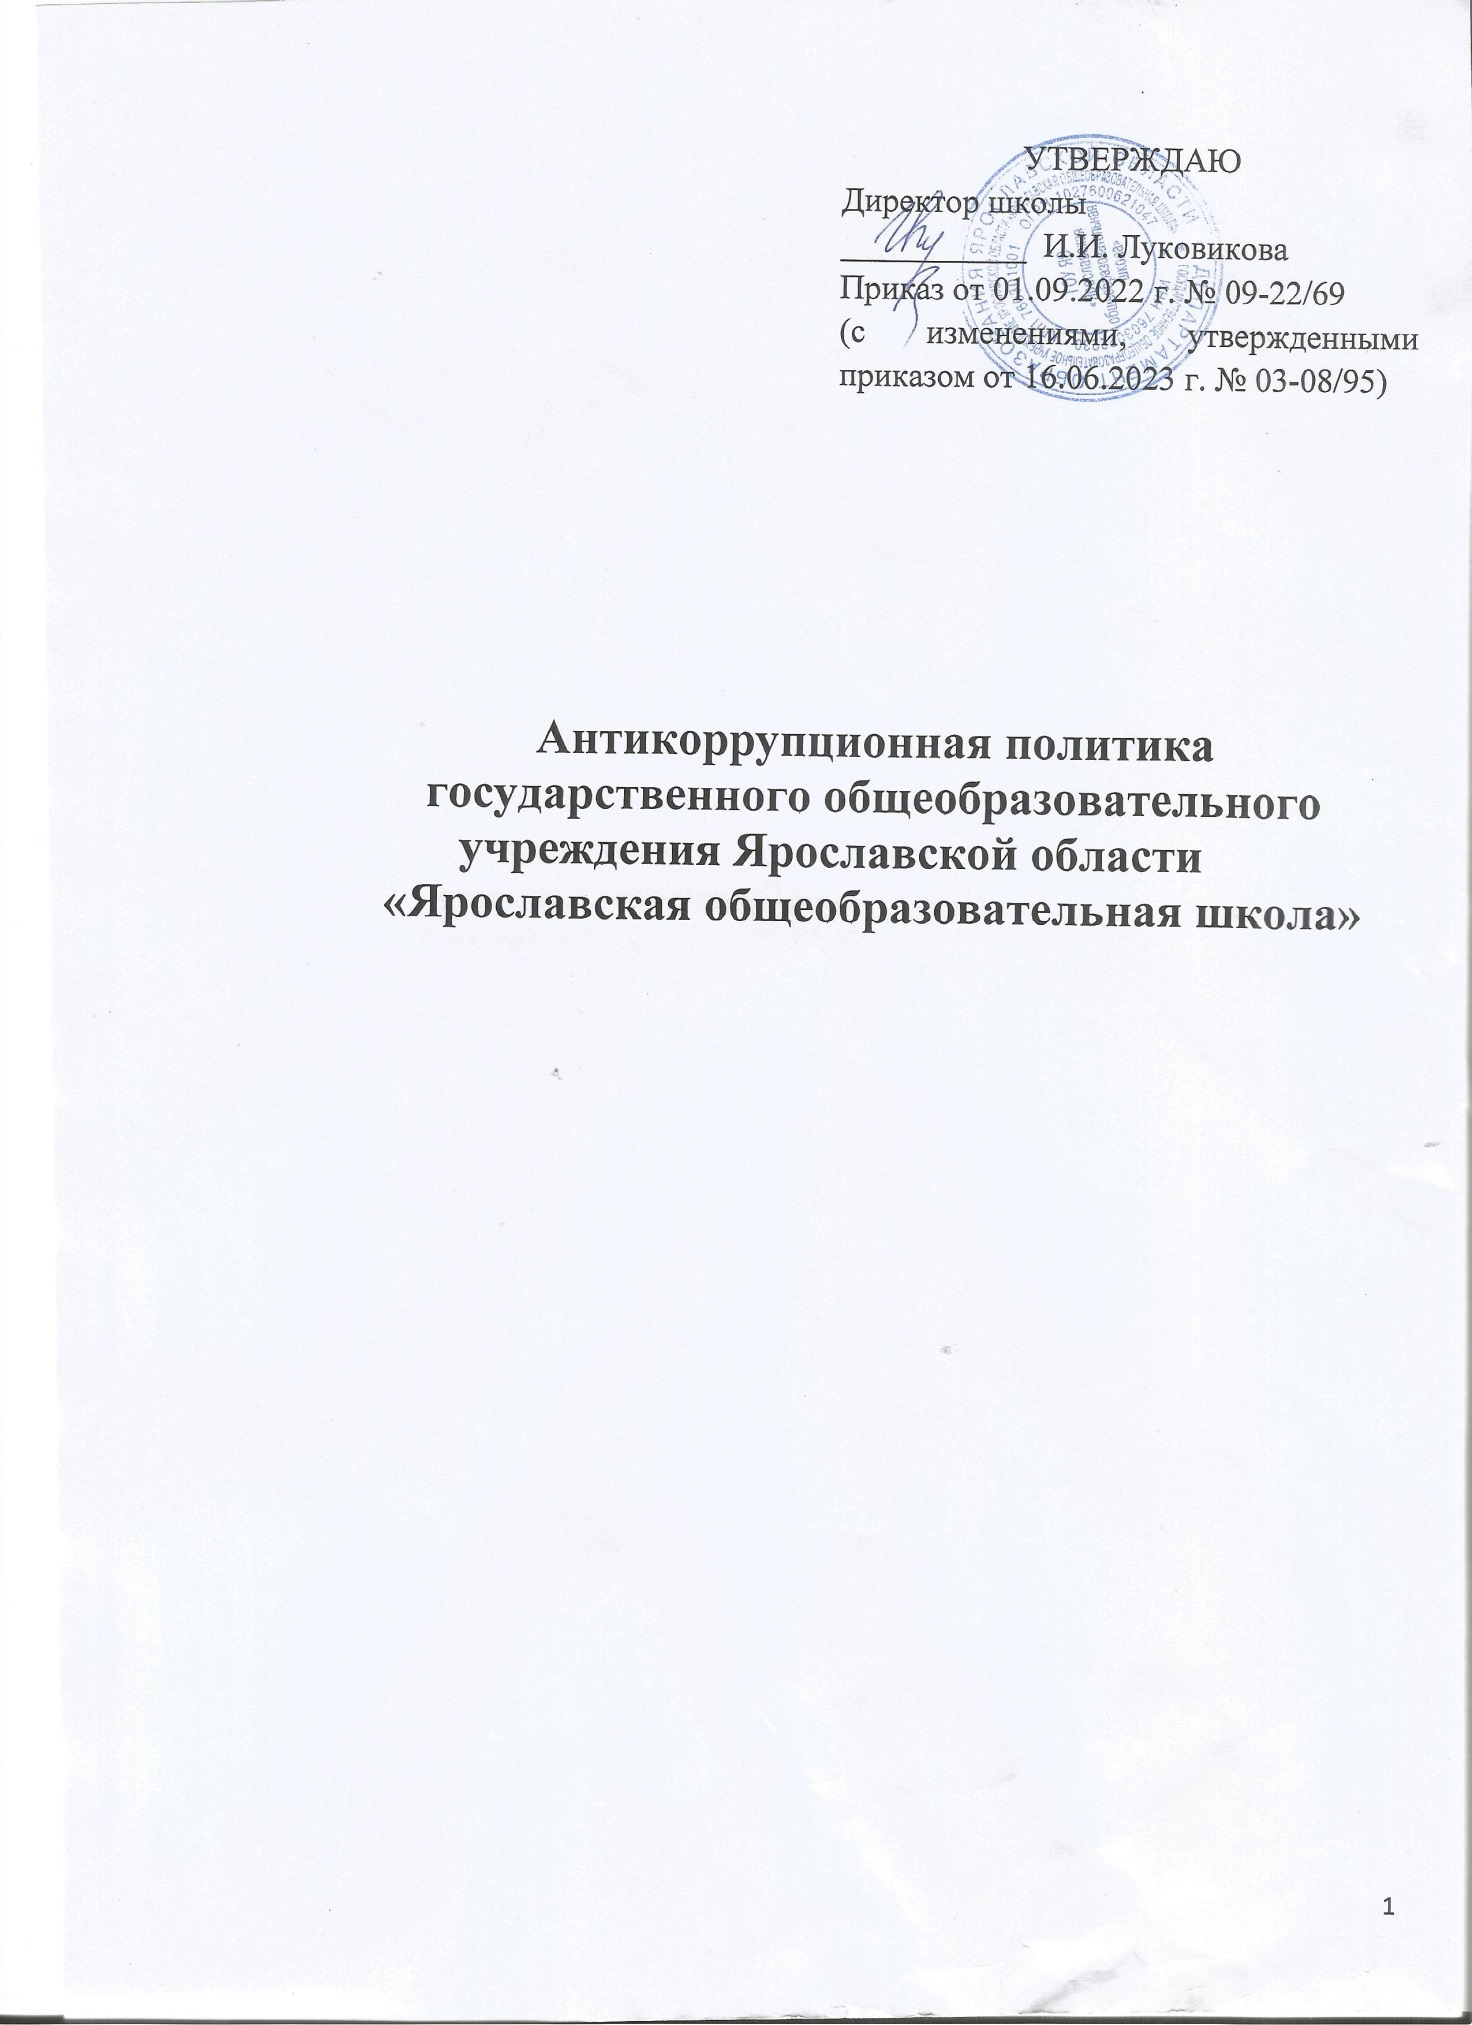 УТВЕРЖДАЮ
Директор школы
И.И. Луковикова
Приказ от 01.09.2022 г. № 09-22/69
(с изменениями, утвержденными
приказом от 16.06.2023 г. № 03-08/95)
1027600621047
Антикоррупционная политика
государственного общеобразовательного
учреждения Ярославской области
«Ярославская общеобразовательная школа»
1